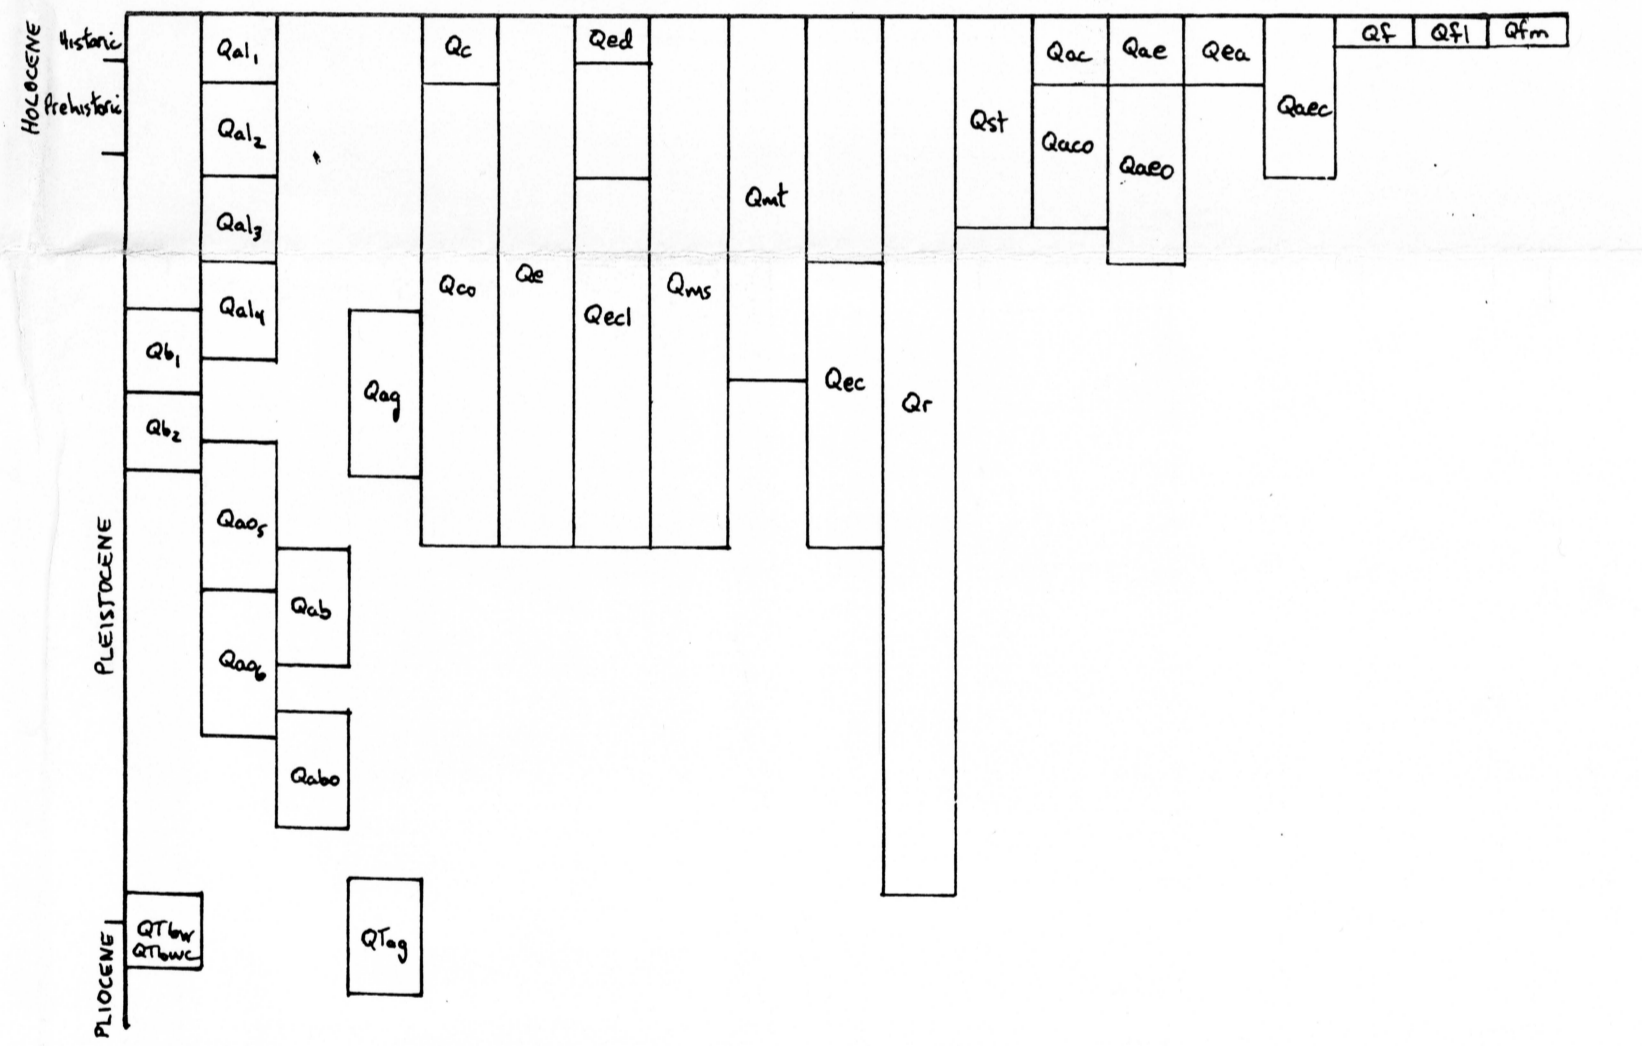 HOLOCENE
Historic
Prehistoric
PLEISTOCENE
PLIOCENE
Qal₁
Qal₂
Qal₃
Qal₄
Qb₁
Qb₂
Qao₅
Qao₆
Qab
Qabo
QTbw
QTbwc
Qag
QTag
Qc
Qco
Qe
Qed
Qecl
Qms
Qmt
Qec
Qr
Qst
Qac
Qaco
Qae
Qaeo
Qea
Qaec
Qf
Qfl
Qfm